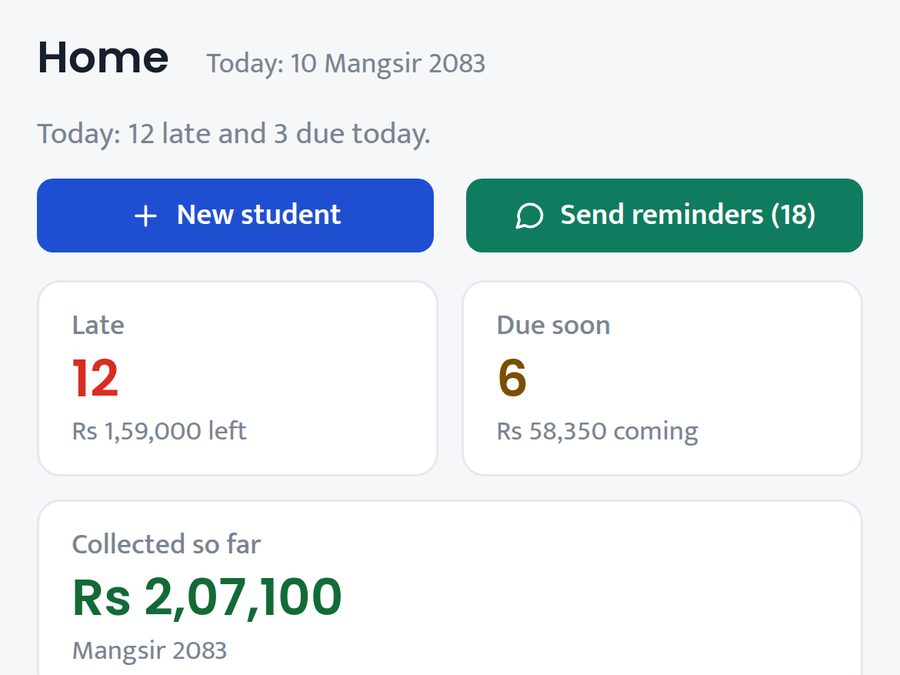 Home
Today: 10 Mangsir 2083
Today: 12 late and 3 due today.
New student
Send reminders (18)
Late
12
Rs 1,59,000 left
Due soon
6
Rs 58,350 coming
Collected so far
Rs 2,07,100
Mangsir 2083